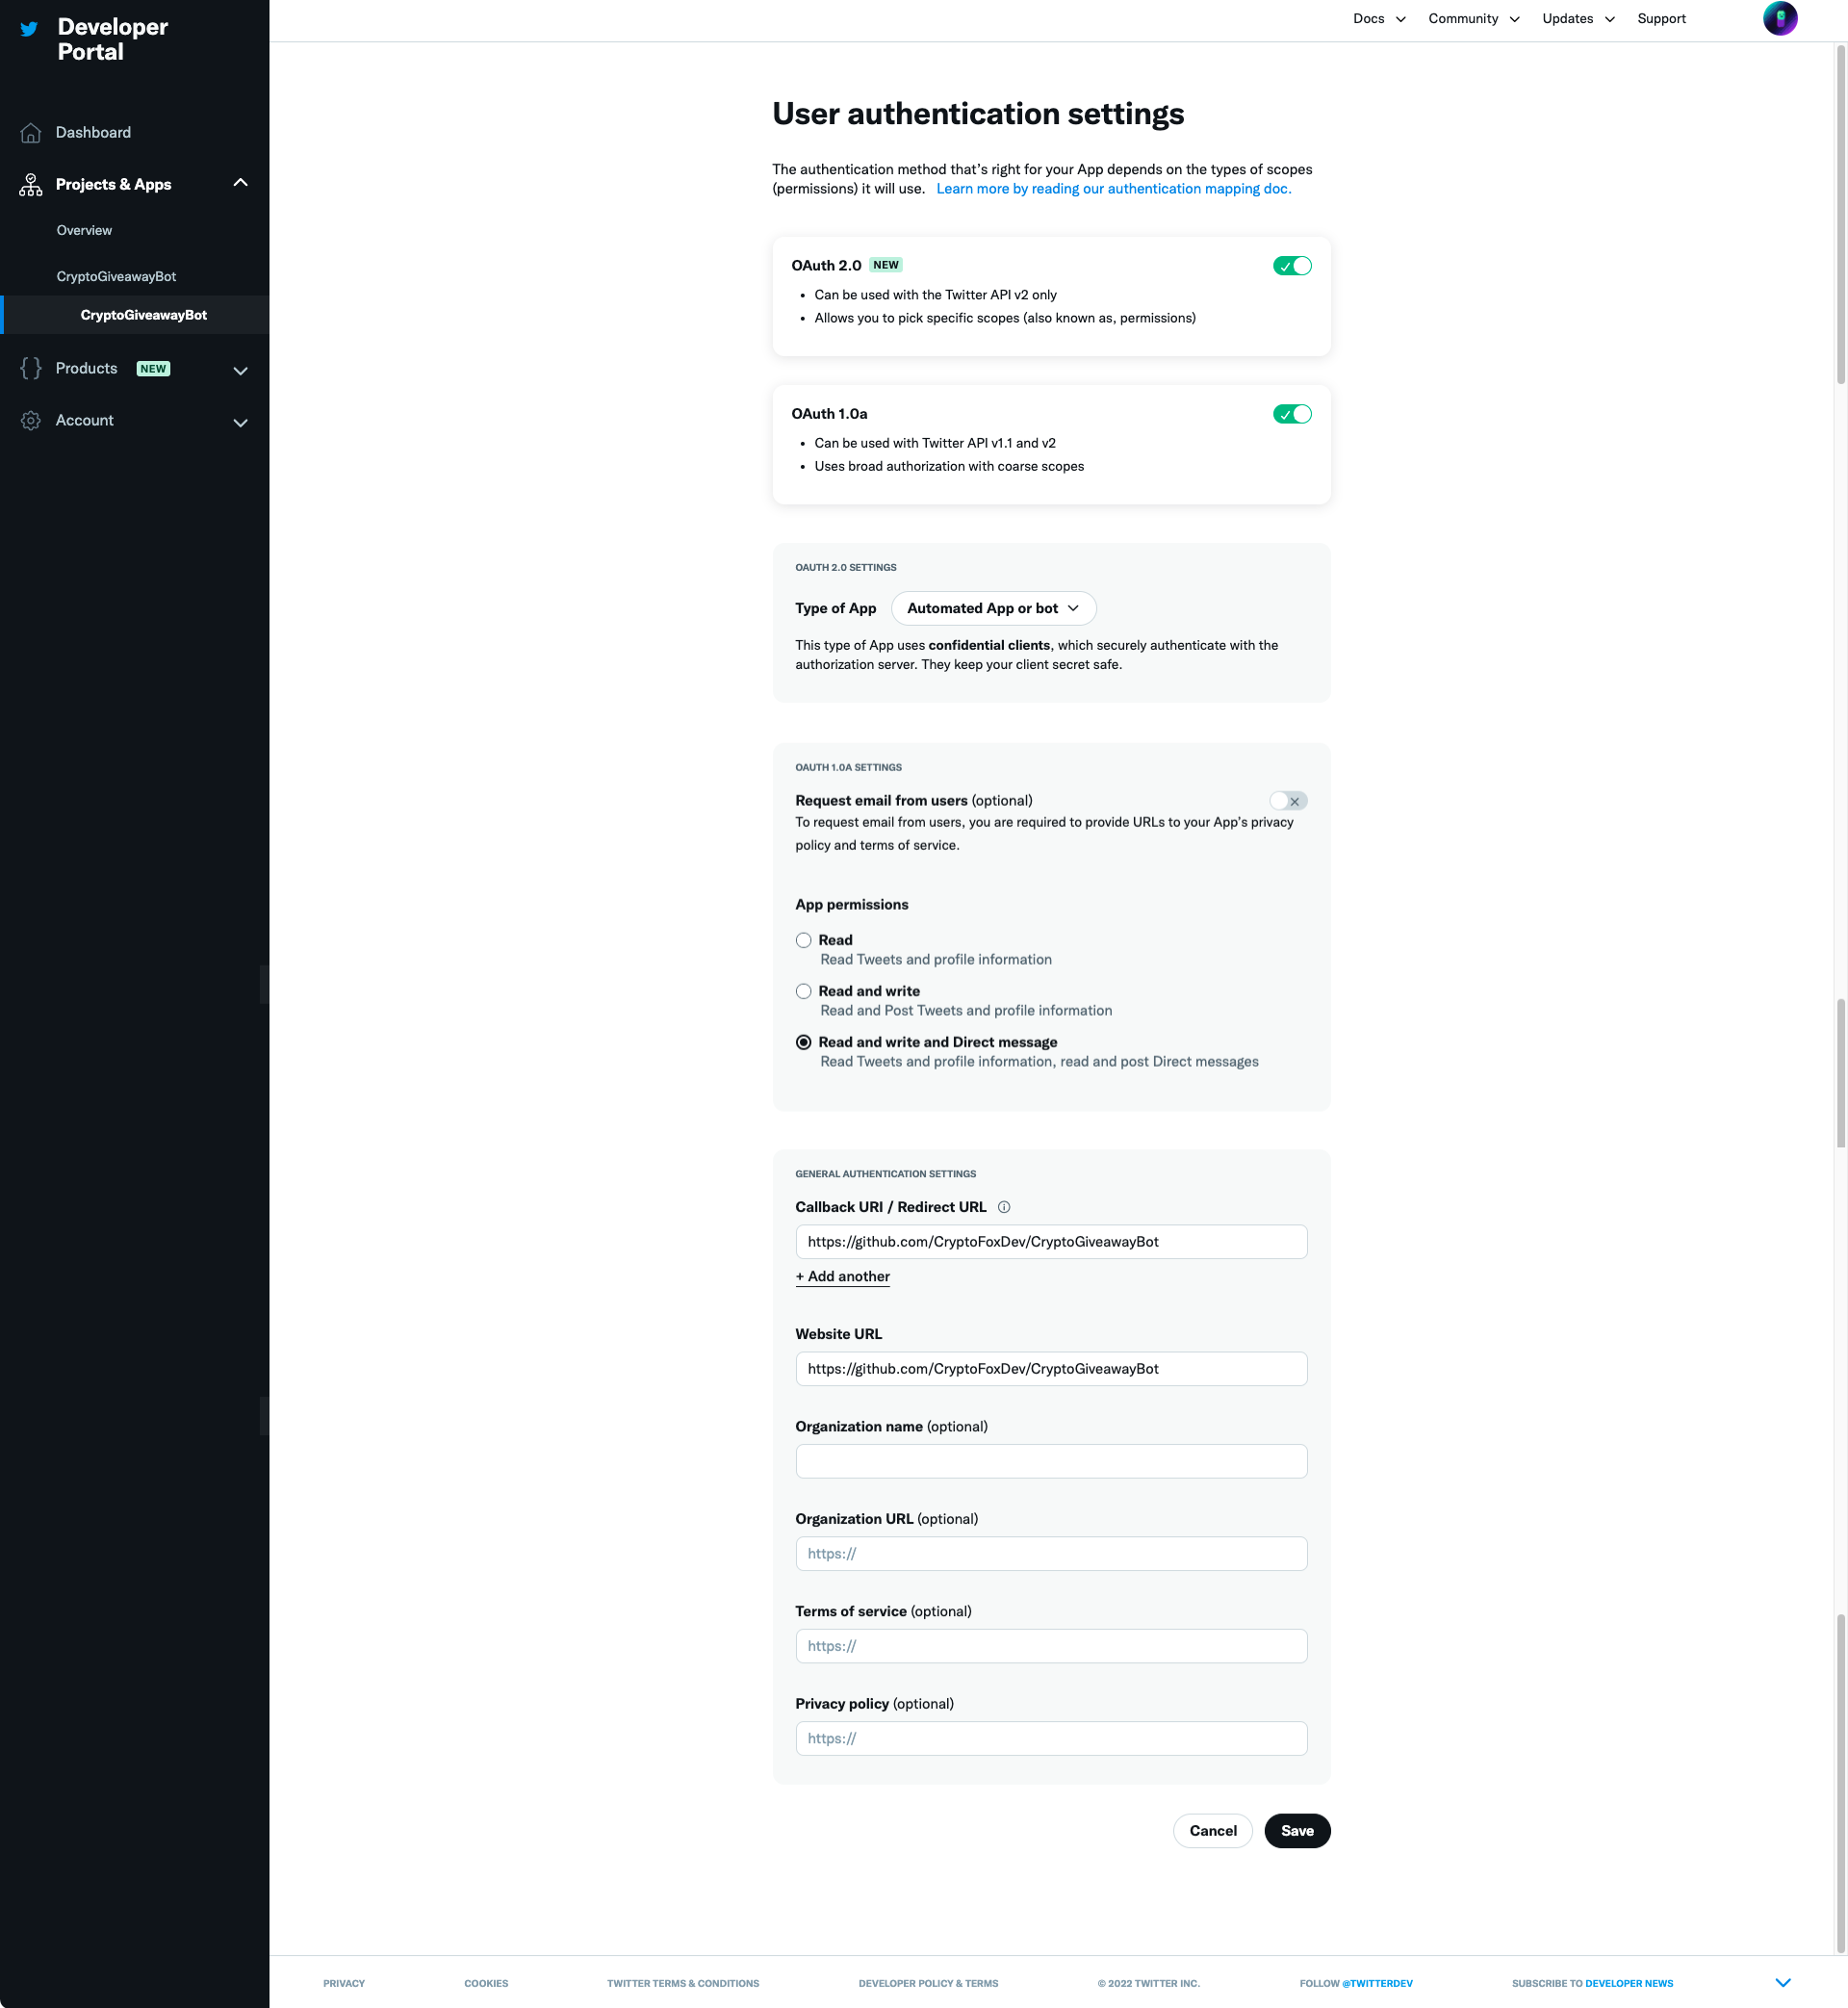 Developer
Portal
Docs
Community
Updates
Support
Dashboard
Projects & Apps
Overview
CryptoGiveawayBot
CryptoGiveawayBot
Products NEW
Account
User authentication settings
The authentication method that's right for your App depends on the types of scopes
(permissions) it will use. Learn more by reading our authentication mapping doc.
OAuth 2.0 NEW
• Can be used with the Twitter API v2 only
• Allows you to pick specific scopes (also known as, permissions)
OAuth 1.0a
• Can be used with Twitter API v1.1 and v2
• Uses broad authorization with coarse scopes
OAUTH 2.0 SETTINGS
Type of App Automated App or bot
This type of App uses confidential clients, which securely authenticate with the
authorization server. They keep your client secret safe.
OAUTH 1.0A SETTINGS
Request email from users (optional)
To request email from users, you are required to provide URLs to your App's privacy
policy and terms of service.
App permissions
Read
Read Tweets and profile information
Read and write
Read and Post Tweets and profile information
Read and write and Direct message
Read Tweets and profile information, read and post Direct messages
GENERAL AUTHENTICATION SETTINGS
Callback URI / Redirect URL
https://github.com/CryptoFoxDev/CryptoGiveawayBot
+ Add another
Website URL
https://github.com/CryptoFoxDev/CryptoGiveawayBot
Organization name (optional)
Organization URL (optional)
https://
Terms of service (optional)
https://
Privacy policy (optional)
https://
Cancel
Save
PRIVACY
COOKIES
TWITTER TERMS & CONDITIONS
DEVELOPER POLICY & TERMS
© 2022 TWITTER INC.
FOLLOW @TWITTERDEV
SUBSCRIBE TO DEVELOPER NEWS